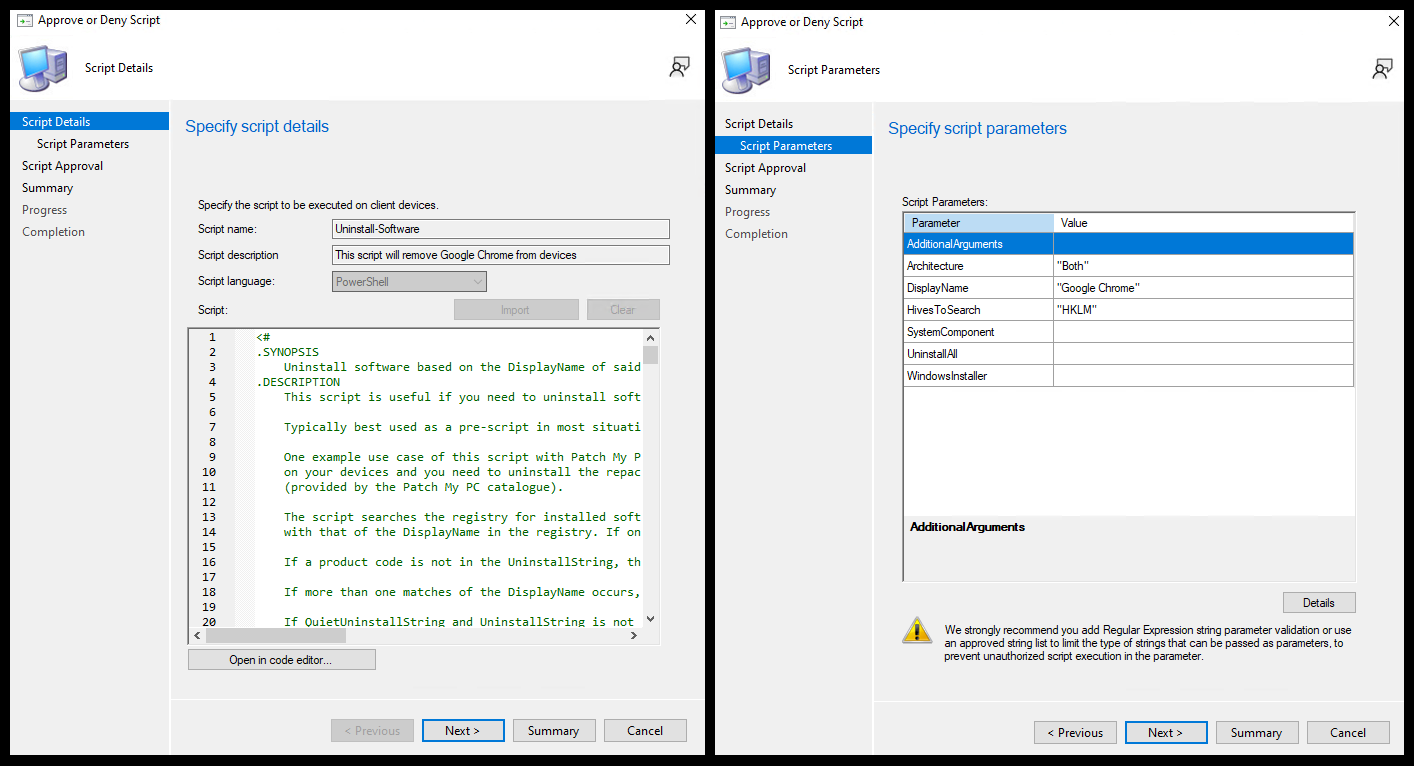 Approve or Deny Script
Script Details
Script Details
Script Parameters
Script Approval
Summary
Progress
Completion
Specify script details
Specify the script to be executed on client devices.
Script name: Uninstall-Software
Script description This script will remove Google Chrome from devices
Script language: PowerShell
Script: Import Clear
1 <#
2 .SYNOPSIS
3 Uninstall software based on the DisplayName of said
4 .DESCRIPTION
5 This script is useful if you need to uninstall soft
6
7 Typically best used as a pre-script in most situati
8
9 One example use case of this script with Patch My P
10 on your devices and you need to uninstall the repac
11 (provided by the Patch My PC catalogue).
12
13 The script searches the registry for installed soft
14 with that of the DisplayName in the registry. If on
15
16 If a product code is not in the UninstallString, th
17
18 If more than one matches of the DisplayName occurs,
19
20 If QuietUninstallString and UninstallString is not
Open in code editor...
< Previous Next > Summary Cancel
Approve or Deny Script
Script Parameters
Script Details
Script Parameters
Script Approval
Summary
Progress
Completion
Specify script parameters
Script Parameters:
Parameter Value
AdditionalArguments
Architecture "Both"
DisplayName "Google Chrome"
HivesToSearch "HKLM"
SystemComponent
UninstallAll
WindowsInstaller
AdditionalArguments
Details
We strongly recommend you add Regular Expression string parameter validation or use
an approved string list to limit the type of strings that can be passed as parameters, to
prevent unauthorized script execution in the parameter.
< Previous Next > Summary Cancel